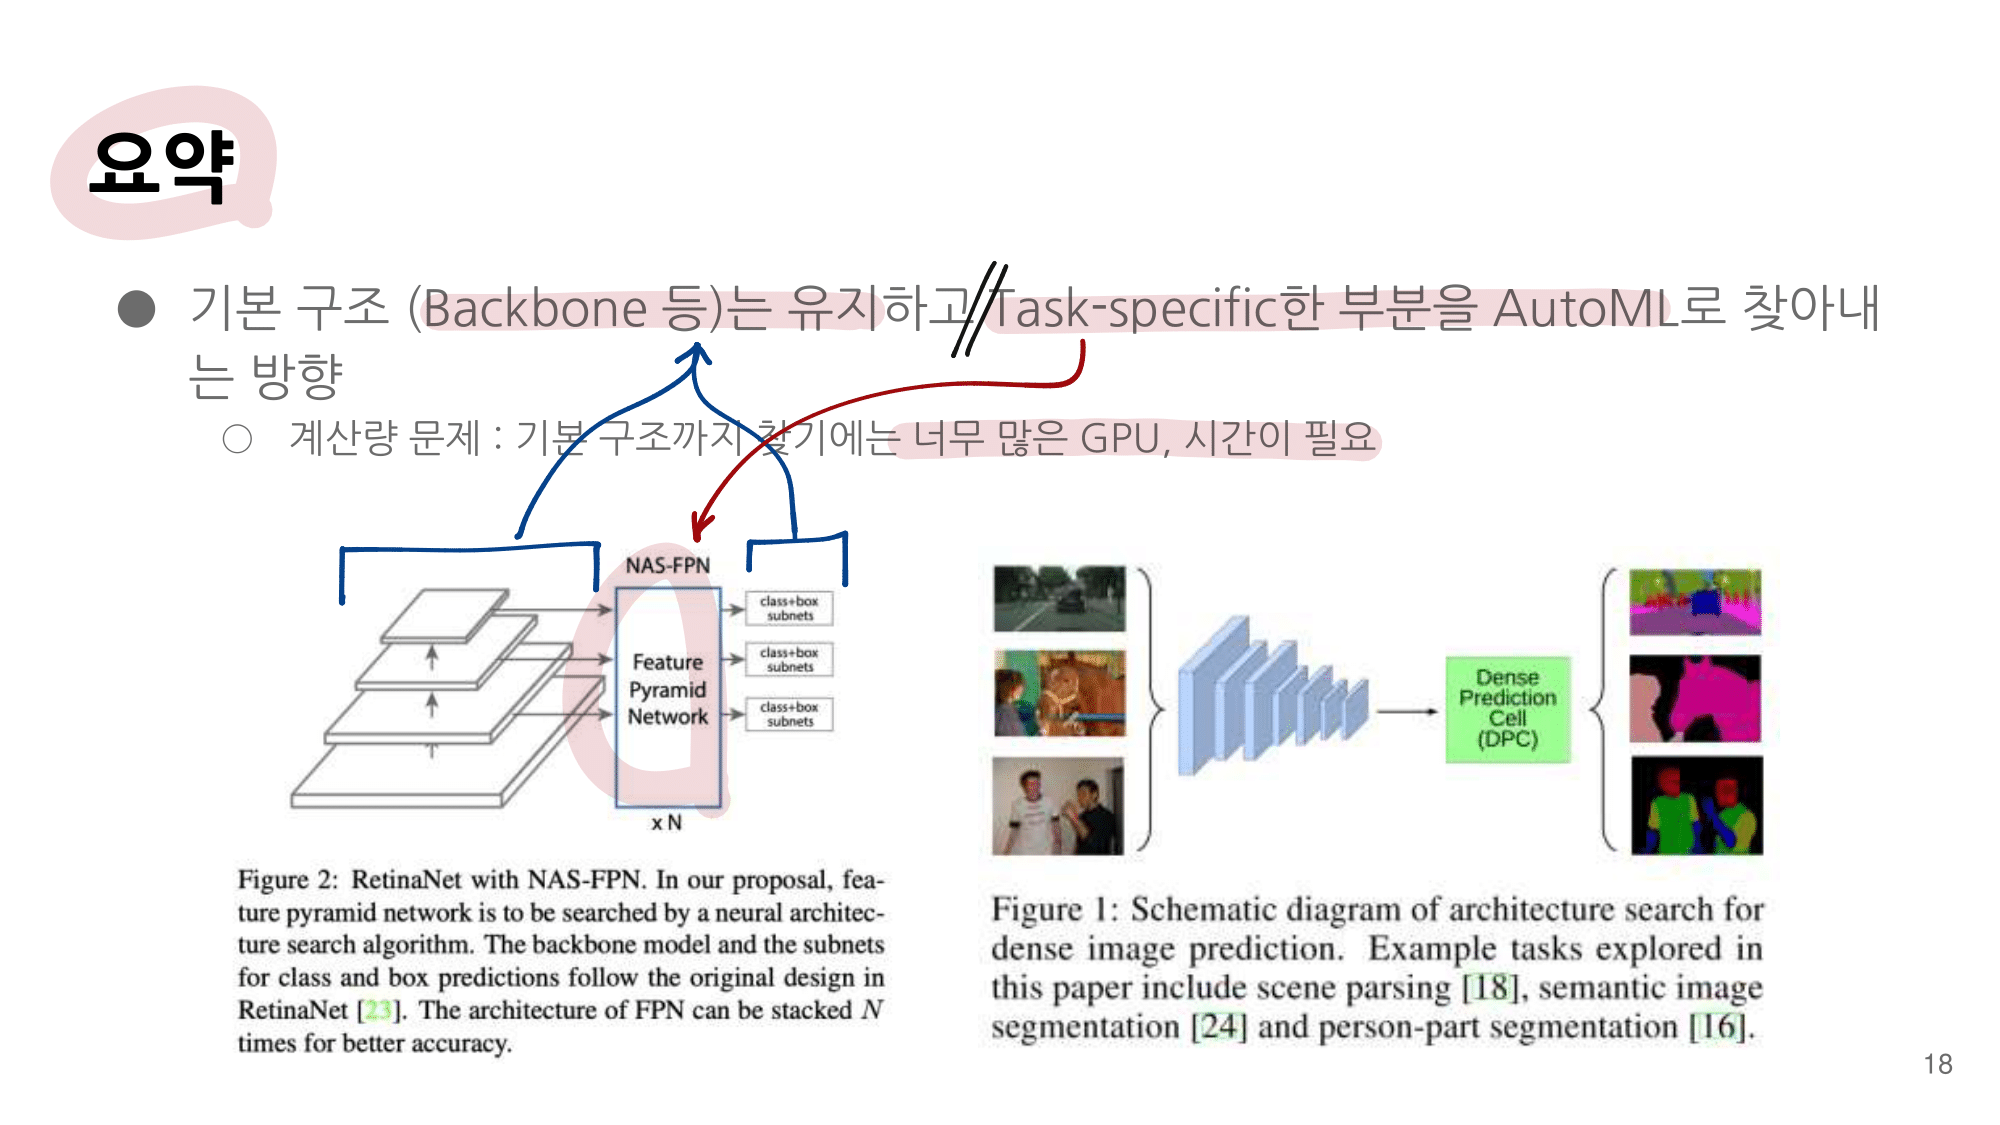 요약
● 기본 구조 (Backbone 등)는 유지하고 Task-specific한 부분을 AutoML로 찾아내
는 방향
○ 계산량 문제 : 기본 구조까지 찾기에는 너무 많은 GPU, 시간이 필요
NAS-FPN
class+box
subnets
class+box
subnets
class+box
subnets
Feature
Pyramid
Network
x N
Figure 2: RetinaNet with NAS-FPN. In our proposal, fea-
ture pyramid network is to be searched by a neural architec-
ture search algorithm. The backbone model and the subnets
for class and box predictions follow the original design in
RetinaNet [23]. The architecture of FPN can be stacked N
times for better accuracy.
Dense
Prediction
Cell
(DPC)
Figure 1: Schematic diagram of architecture search for
dense image prediction. Example tasks explored in
this paper include scene parsing [18], semantic image
segmentation [24] and person-part segmentation [16].
18